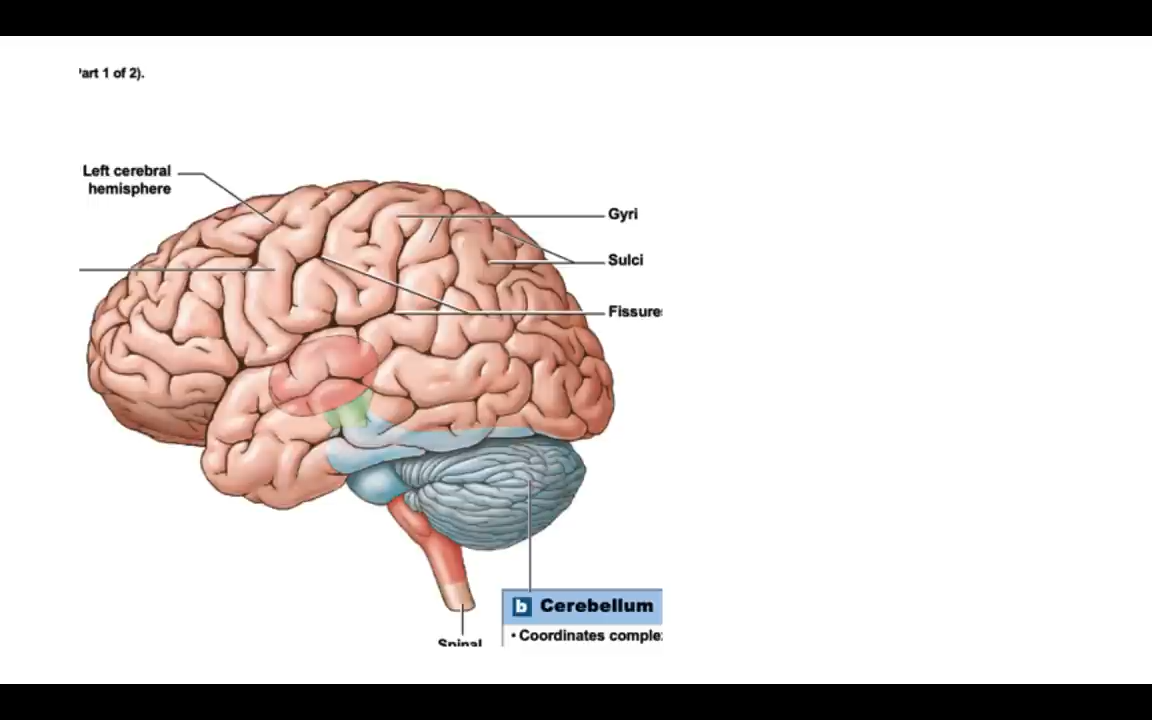 art 1 of 2).
Left cerebral
hemisphere
Gyri
Sulci
Fissure
b Cerebellum
• Coordinates comple
Spinal